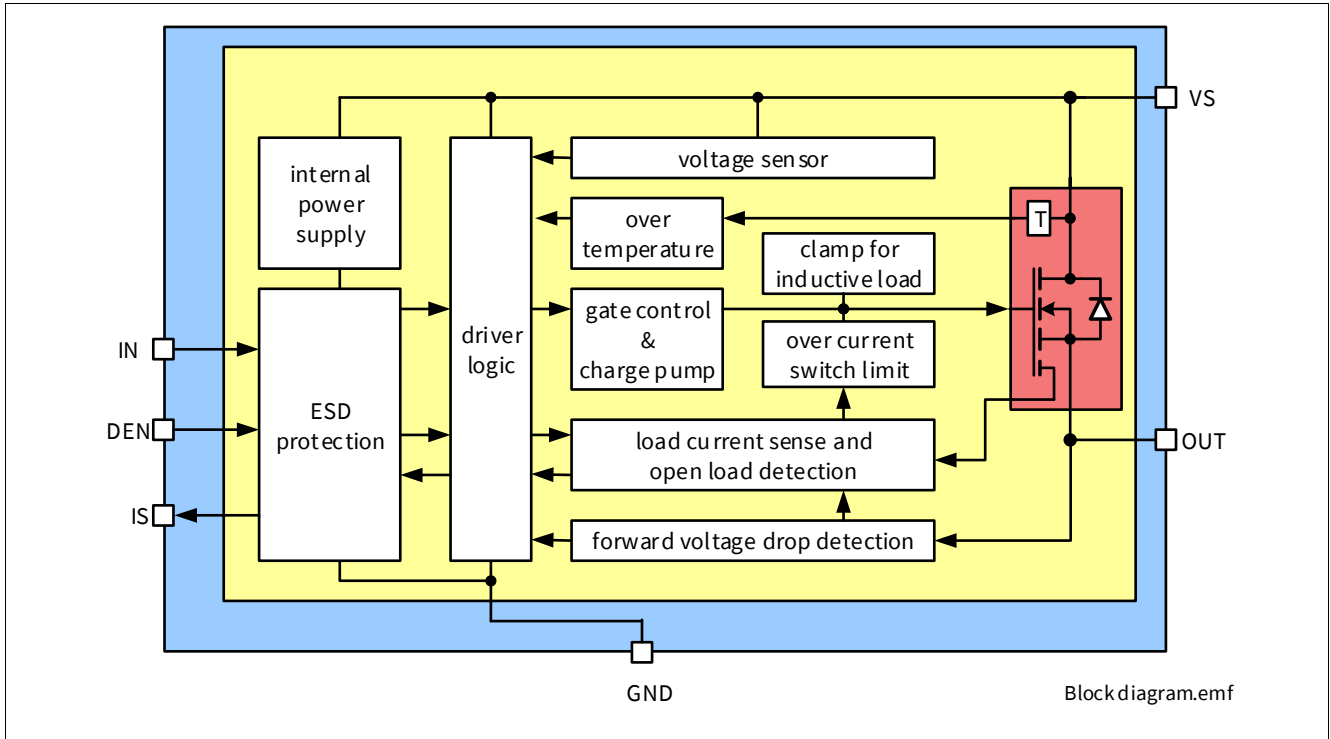 VS
voltage sensor
internal
power
supply
T
over
temperature
clamp for
inductive load
gate control
&
charge pump
driver
logic
over current
switch limit
IN
ESD
protection
DEN
load current sense and
open load detection
OUT
IS
forward voltage drop detection
GND
Block diagram.emf